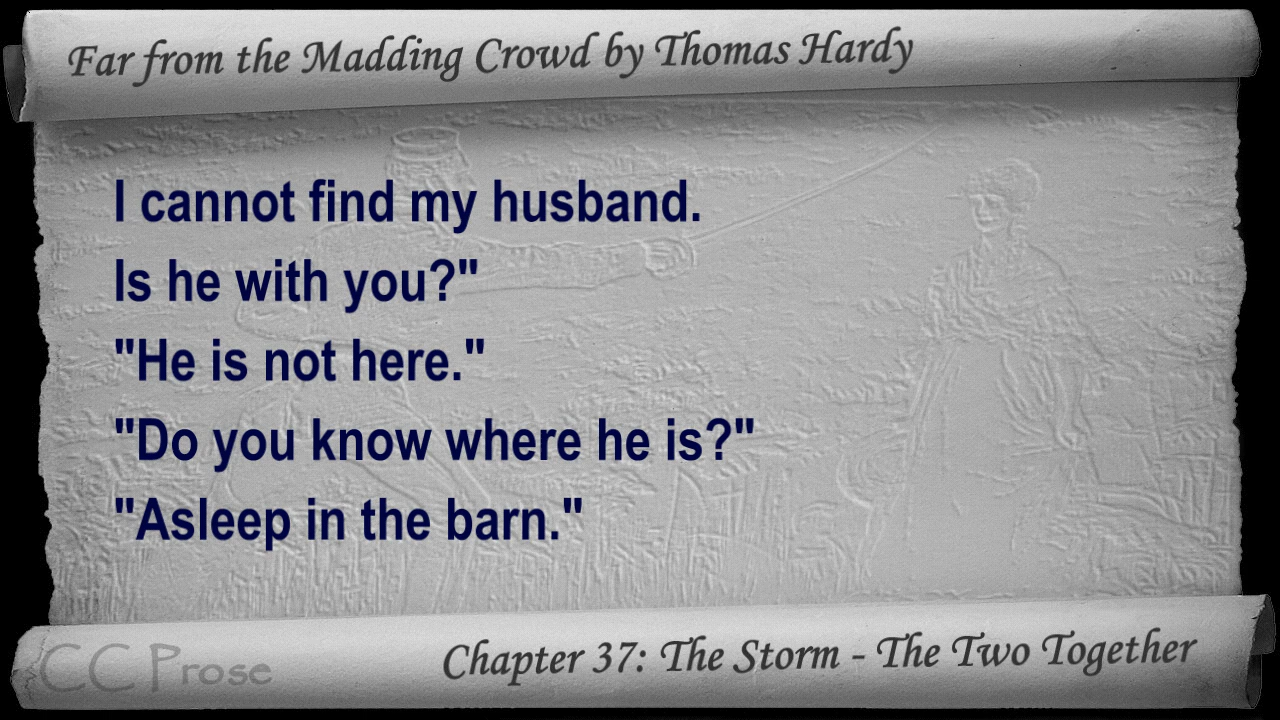 Far from the Madding Crowd by Thomas Hardy
I cannot find my husband.
Is he with you?"
"He is not here."
"Do you know where he is?"
"Asleep in the barn."
CC Prose
Chapter 37: The Storm - The Two Together